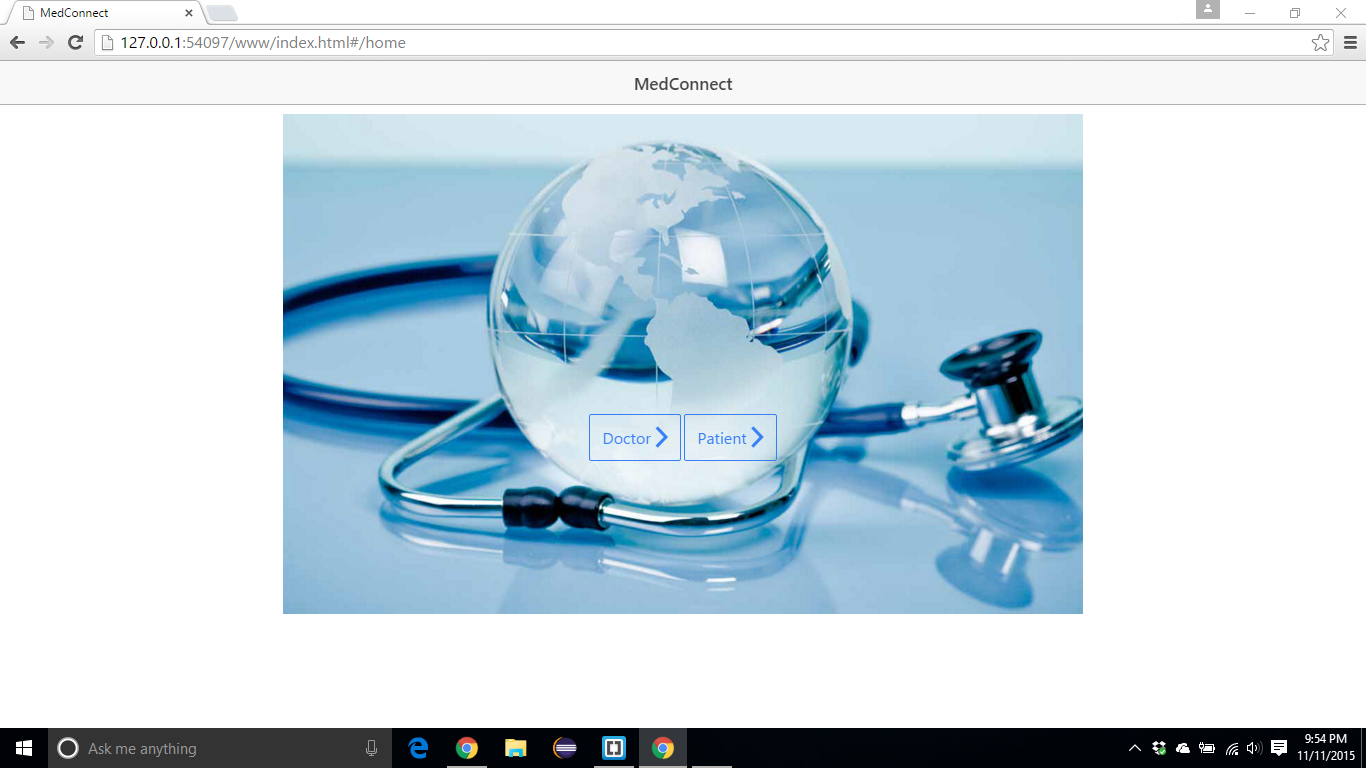 MedConnect
127.0.0.1:54097/www/index.html#/home
MedConnect
Doctor
Patient
Ask me anything
9:54 PM
11/11/2015